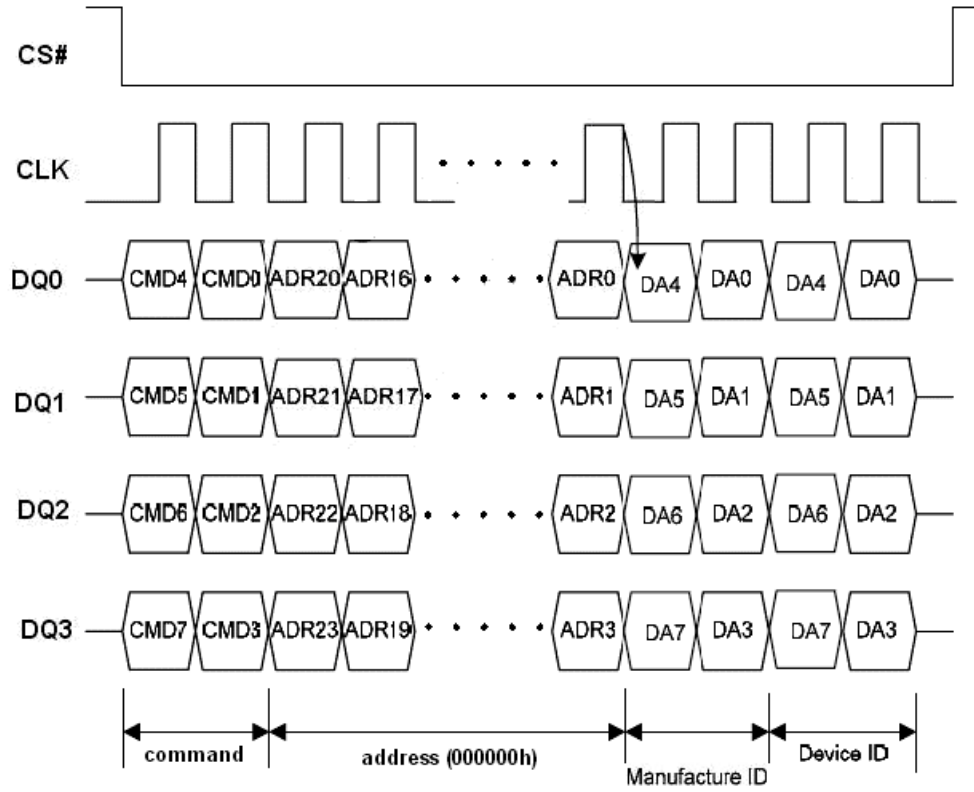 CS#
CLK
DQ0 CMD4 CMD0 ADR20 ADR16 ADR0 DA4 DA0 DA4 DA0
DQ1 CMD5 CMD1 ADR21 ADR17 ADR1 DA5 DA1 DA5 DA1
DQ2 CMD6 CMD2 ADR22 ADR18 ADR2 DA6 DA2 DA6 DA2
DQ3 CMD7 CMD3 ADR23 ADR19 ADR3 DA7 DA3 DA7 DA3
command address (000000h) Manufacture ID Device ID